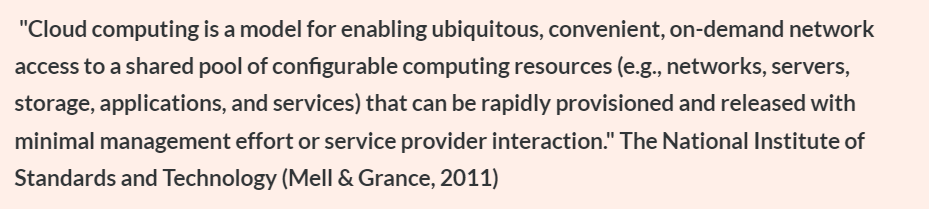 "Cloud computing is a model for enabling ubiquitous, convenient, on-demand network
access to a shared pool of configurable computing resources (e.g., networks, servers,
storage, applications, and services) that can be rapidly provisioned and released with
minimal management effort or service provider interaction." The National Institute of
Standards and Technology (Mell & Grance, 2011)